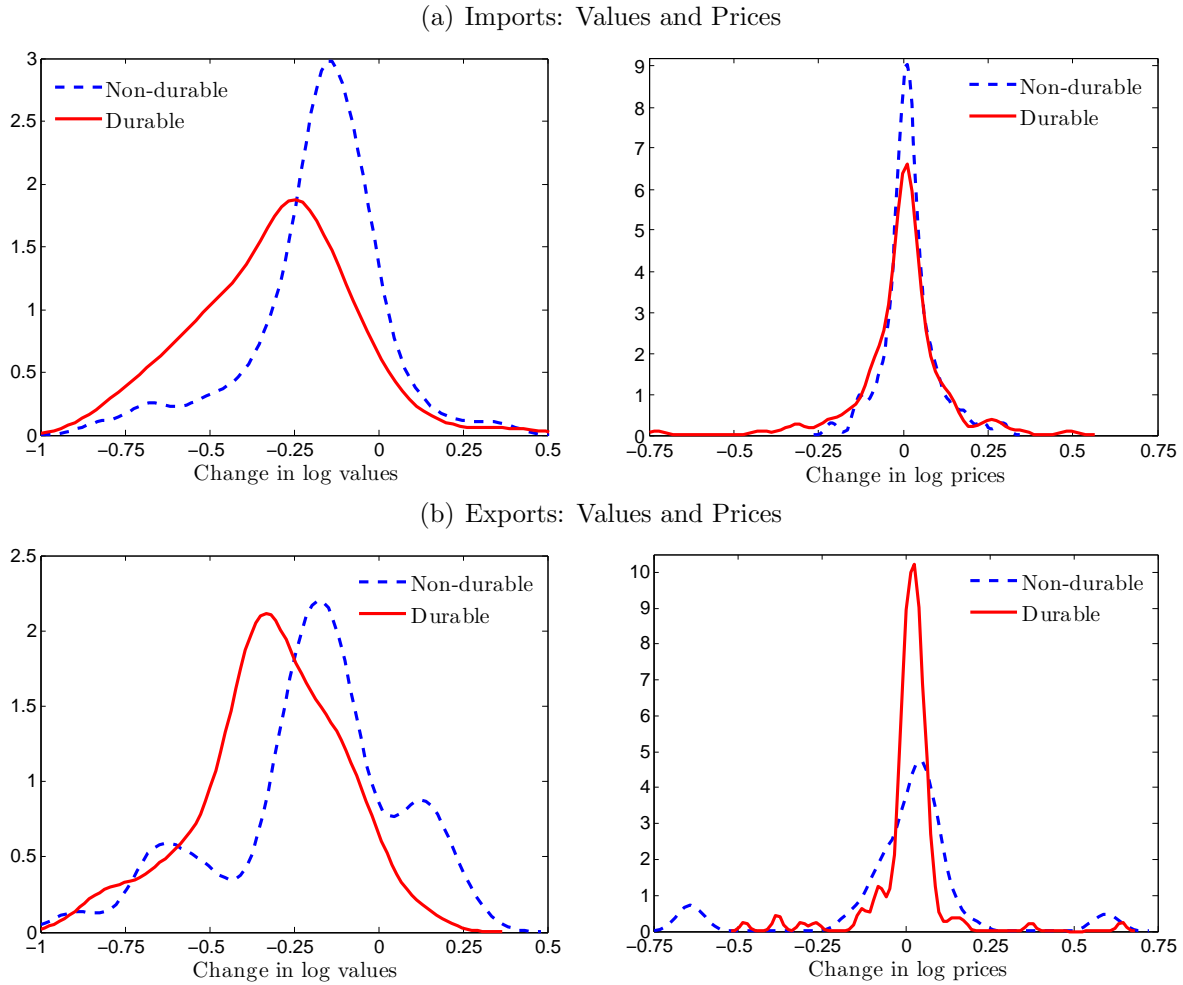 (a) Imports: Values and Prices
3
2.5
2
1.5
1
0.5
0
Non-durable
Durable
−1 −0.75 −0.5 −0.25 0 0.25 0.5
Change in log values
9
8
7
6
5
4
3
2
1
0
Non-durable
Durable
−0.75 −0.5 −0.25 0 0.25 0.5 0.75
Change in log prices
(b) Exports: Values and Prices
2.5
2
1.5
1
0.5
0
Non-durable
Durable
−1 −0.75 −0.5 −0.25 0 0.25 0.5
Change in log values
10
9
8
7
6
5
4
3
2
1
0
Non-durable
Durable
−0.75 −0.5 −0.25 0 0.25 0.5 0.75
Change in log prices